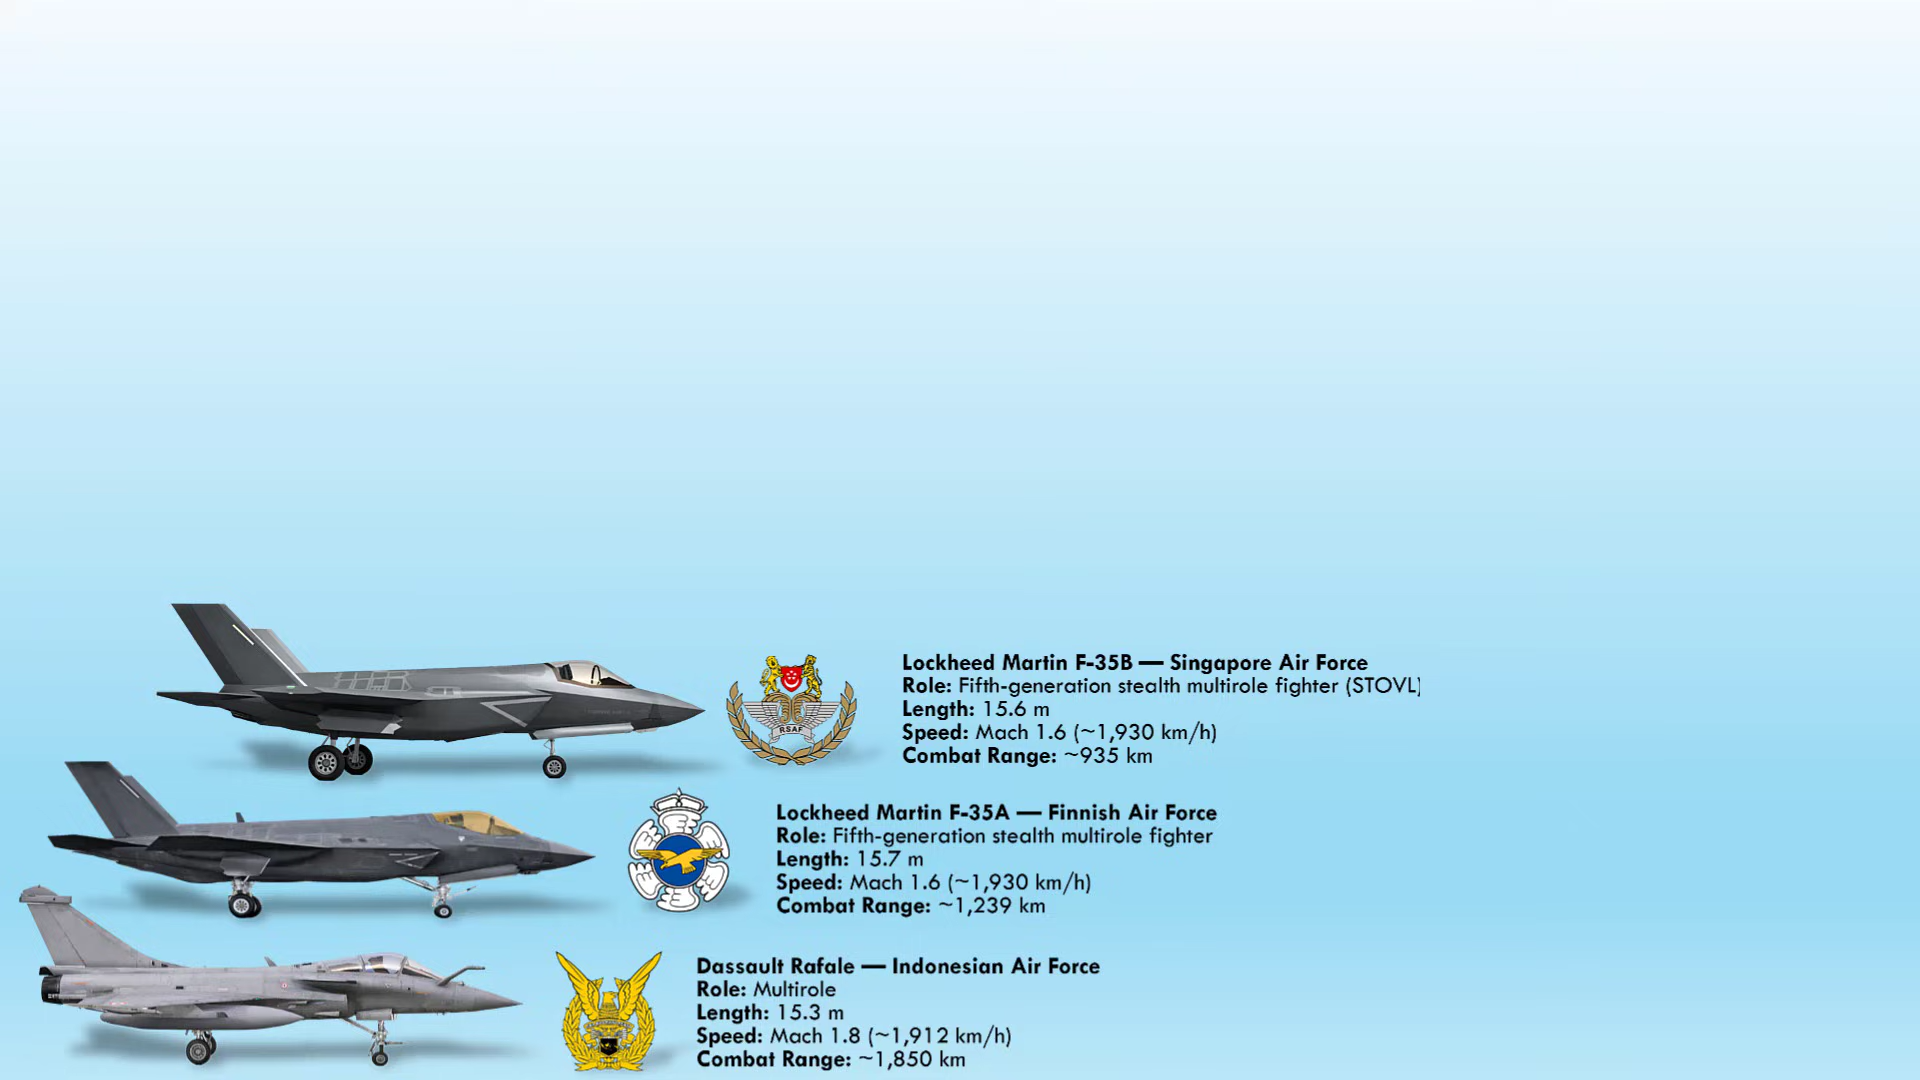 Lockheed Martin F-35B — Singapore Air Force
Role: Fifth-generation stealth multirole fighter (STOVL)
Length: 15.6 m
Speed: Mach 1.6 (~1,930 km/h)
Combat Range: ~935 km
RSAF
Lockheed Martin F-35A — Finnish Air Force
Role: Fifth-generation stealth multirole fighter
Length: 15.7 m
Speed: Mach 1.6 (~1,930 km/h)
Combat Range: ~1,239 km
Dassault Rafale — Indonesian Air Force
Role: Multirole
Length: 15.3 m
Speed: Mach 1.8 (~1,912 km/h)
Combat Range: ~1,850 km